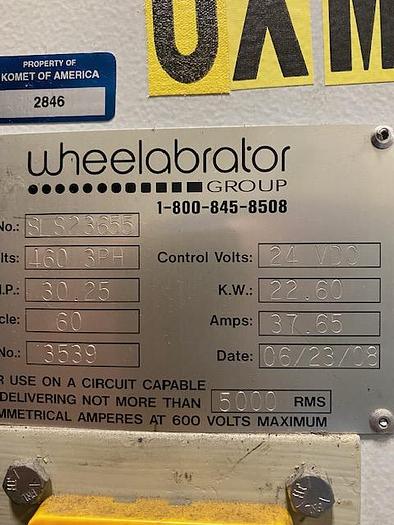 OXM
PROPERTY OF
KOMET OF AMERICA
2846
wheelabrator
GROUP
1-800-845-8508
No.: 8LS23655
lts: 460 3PH Control Volts: 24 VDC
.P.: 30.25 K.W.: 22.60
cle: 60 Amps: 37.65
No.: 3539 Date: 06/23/08
R USE ON A CIRCUIT CAPABLE
DELIVERING NOT MORE THAN 5000 RMS
MMETRICAL AMPERES AT 600 VOLTS MAXIMUM